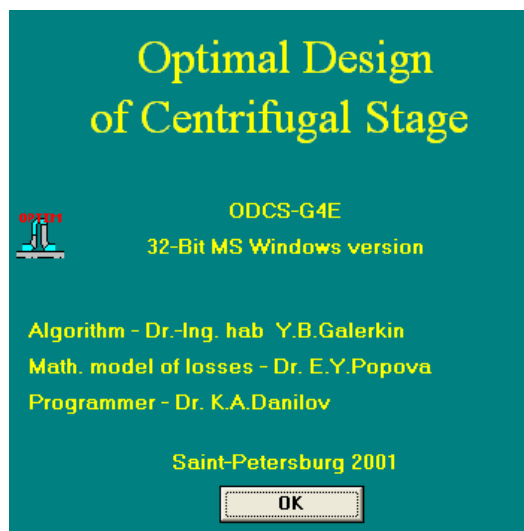 Optimal Design
of Centrifugal Stage
ODCS-G4E
32-Bit MS Windows version
Algorithm - Dr.-Ing. hab Y.B.Galerkin
Math. model of losses - Dr. E.Y.Popova
Programmer - Dr. K.A.Danilov
Saint-Petersburg 2001
OK